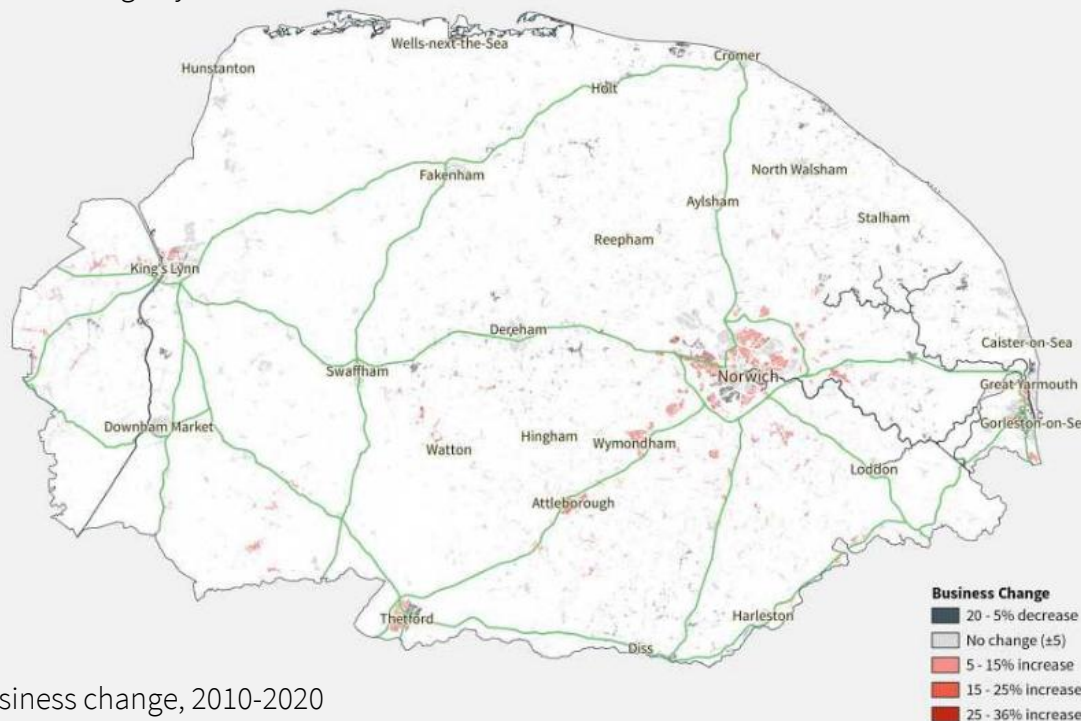 Wells-next-the-Sea
Cromer
Hunstanton
Holt
Fakenham
North Walsham
Aylsham
Stalham
Reepham
King's Lynn
Dereham
Caister-on-Sea
Swaffham
Norwich
Great Yarmouth
Downham Market
Gorleston-on-Se
Hingham
Wymondham
Watton
Loddon
Attleborough
Business Change
20 - 5% decrease
Harleston
Thetford
No change (±5)
Diss
5 - 15% increase
15 - 25% increase
siness change, 2010-2020
25 - 36% increase